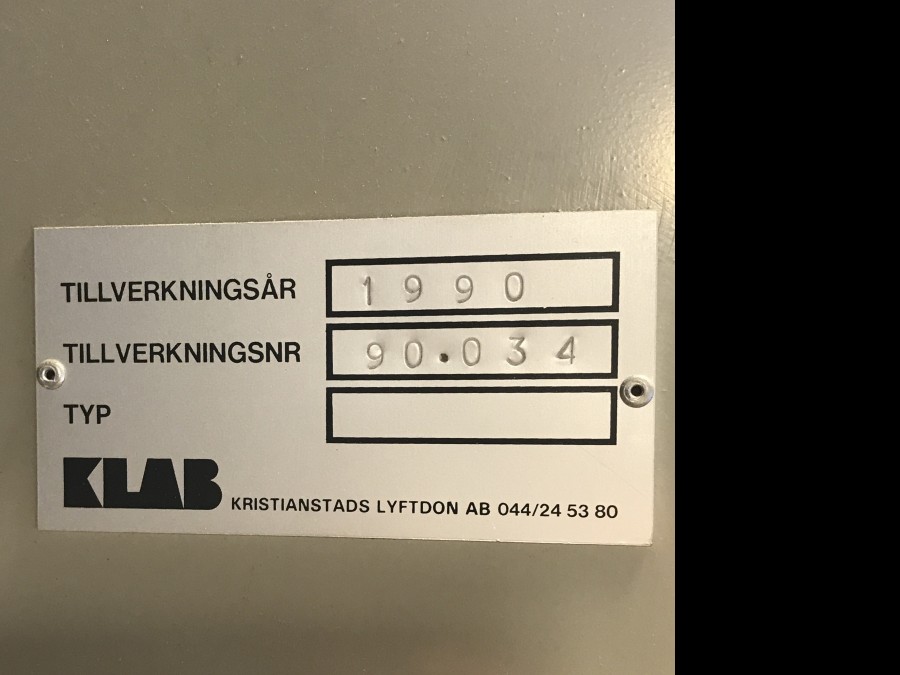 TILLVERKNINGSÅR 1990
TILLVERKNINGSNR 90.034
TYP
KLAB KRISTIANSTADS LYFTDON AB 044/24 53 80